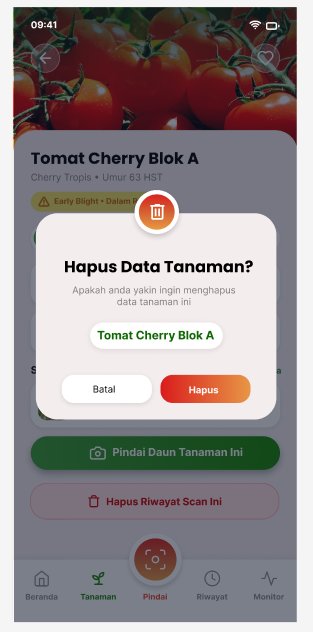 09:41
Tomat Cherry Blok A
Cherry Tropis • Umur 63 HST
Early Blight • Dalam
Hapus Data Tanaman?
Apakah anda yakin ingin menghapus
data tanaman ini
Tomat Cherry Blok A
Batal
Hapus
Pindai Daun Tanaman Ini
Hapus Riwayat Scan Ini
Beranda
Tanaman
Pindai
Riwayat
Monitor